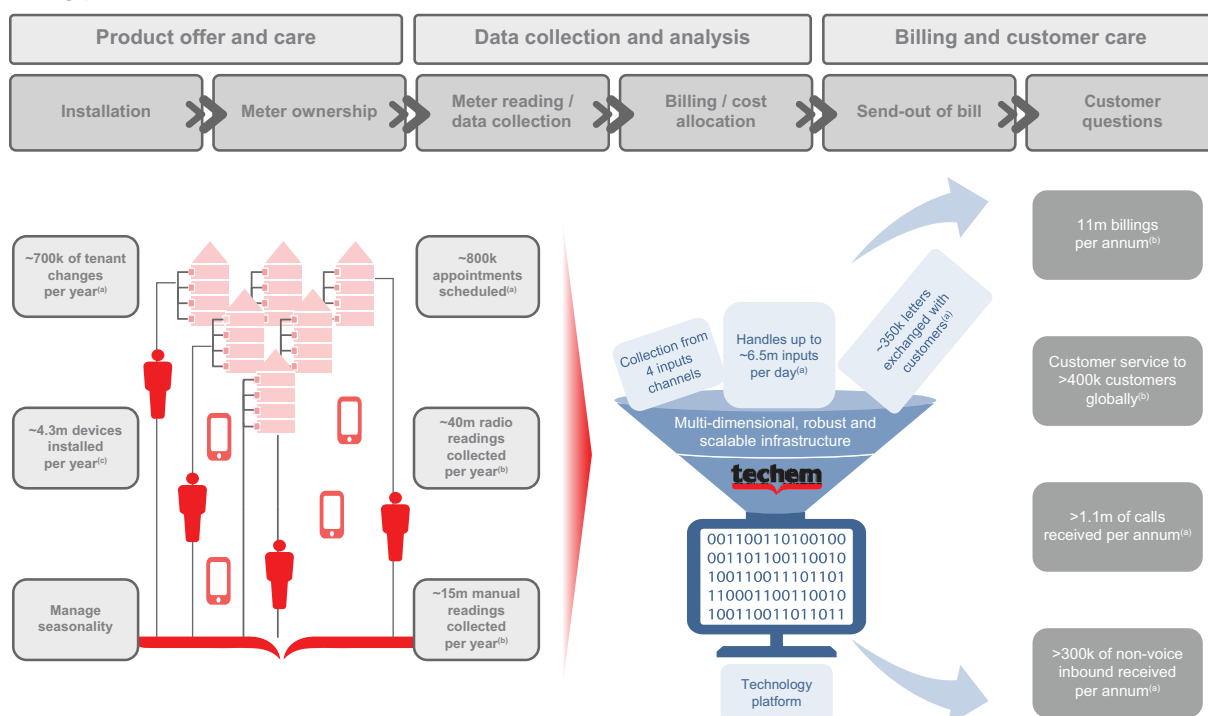 Product offer and care
Data collection and analysis
Billing and customer care
Installation
Meter ownership
Meter reading /
data collection
Billing / cost
allocation
Send-out of bill
Customer
questions
~700k of tenant
changes
per year(a)
~800k
appointments
scheduled(a)
~4.3m devices
installed
per year(c)
~40m radio
readings
collected
per year(b)
Manage
seasonality
~15m manual
readings
collected
per year(b)
Collection from
4 inputs
channels
Handles up to
~6.5m inputs
per day(a)
~350k letters
exchanged with
customers(a)
Multi-dimensional, robust and
scalable infrastructure
techem
001100110100100
001101100110010
100110011101101
110001100110010
100110011011011
Technology
platform
11m billings
per annum(b)
Customer service to
>400k customers
globally(b)
>1.1m of calls
received per annum(a)
>300k of non-voice
inbound received
per annum(a)